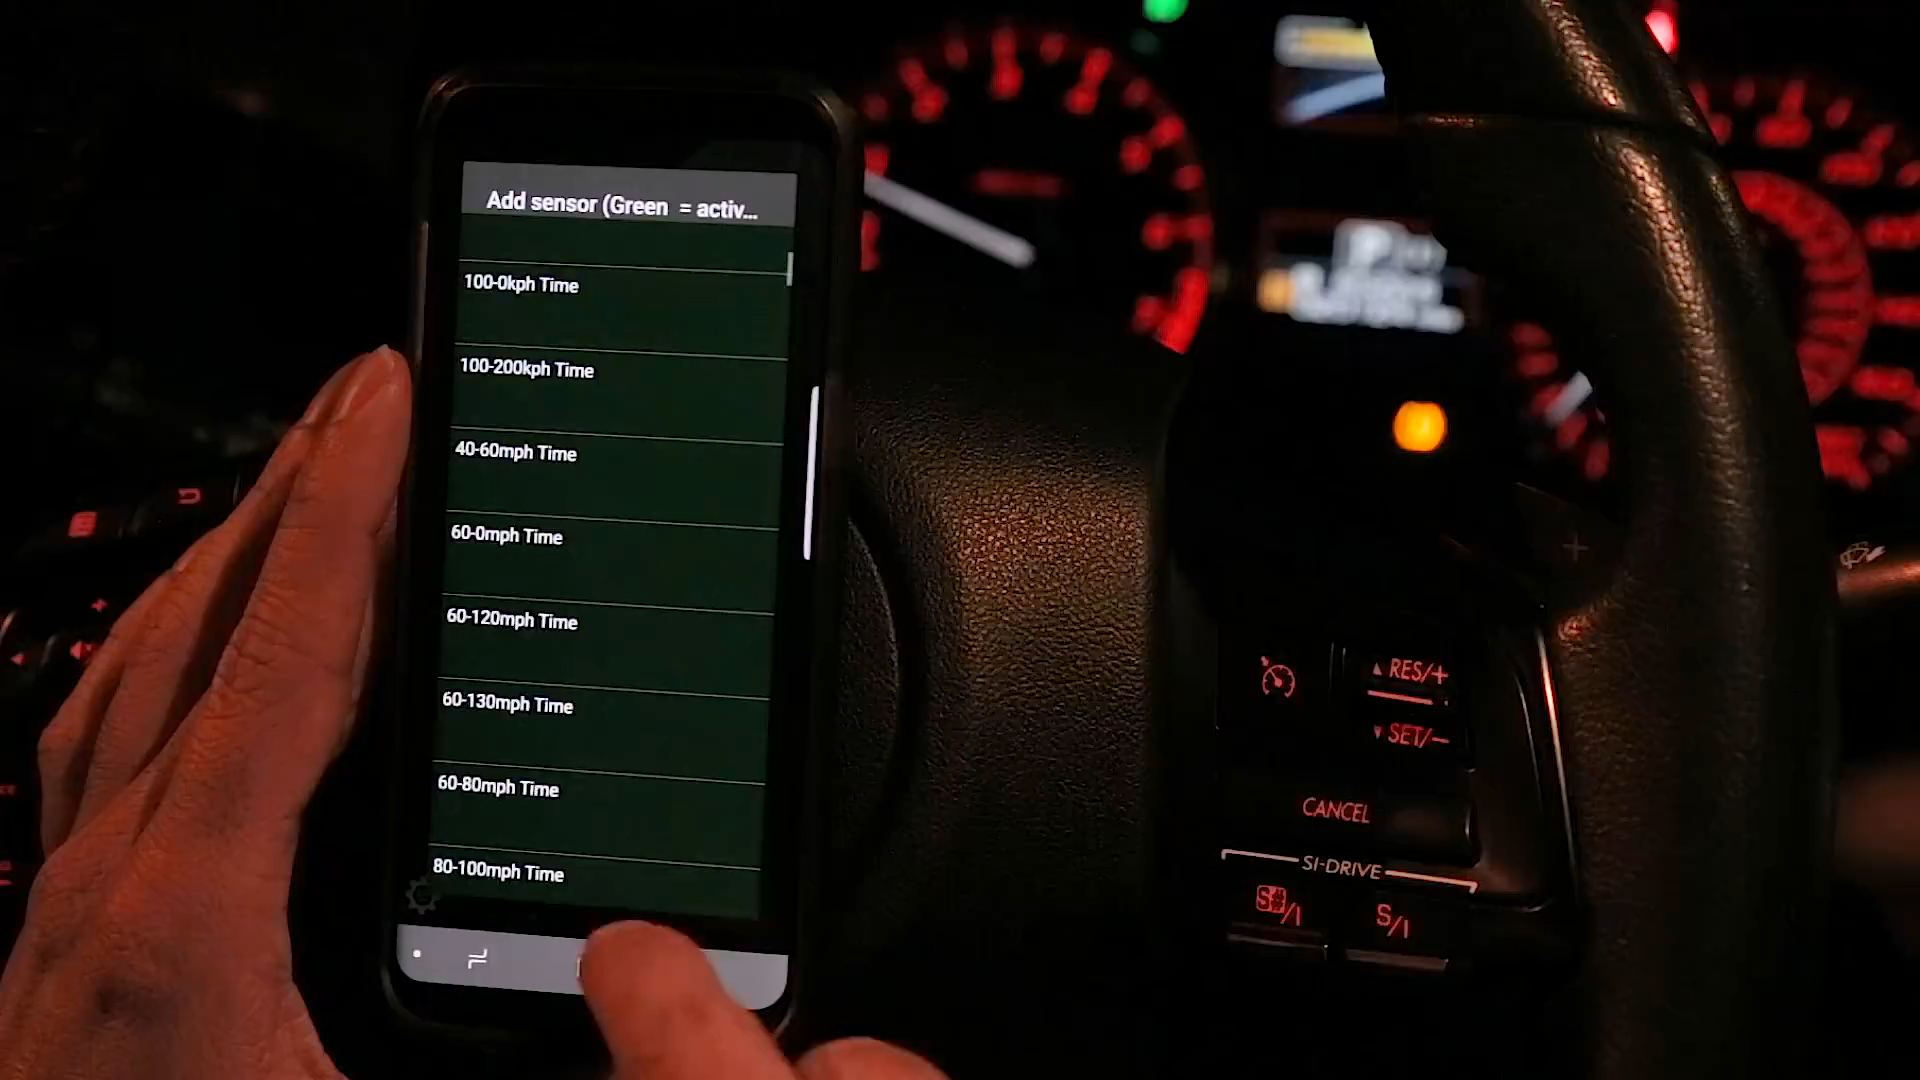 Add sensor (Green = activ...
100-0kph Time
100-200kph Time
40-60mph Time
60-0mph Time
60-120mph Time
60-130mph Time
60-80mph Time
80-100mph Time
RES/+
SET/-
CANCEL
SI-DRIVE
S#/I
S/I